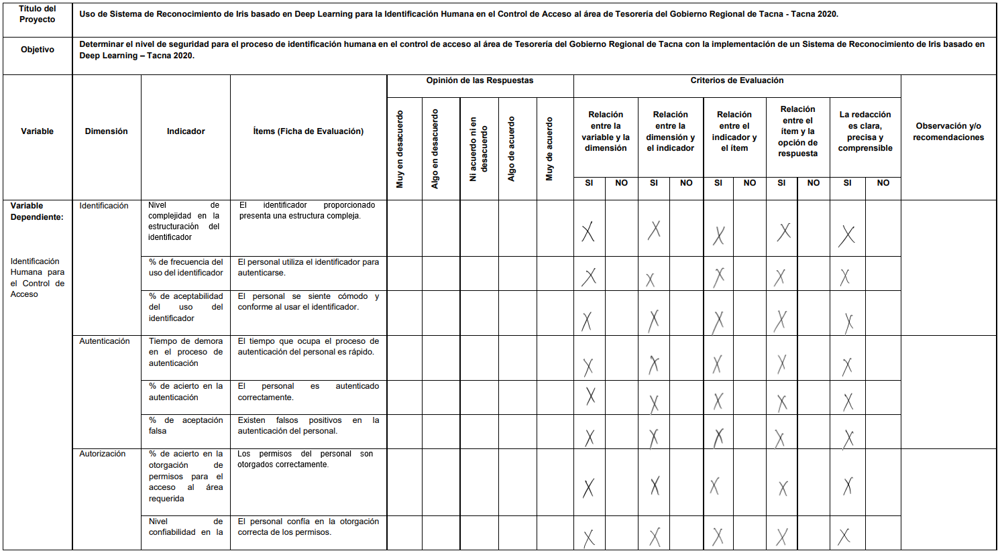 Título del
Proyecto
Uso de Sistema de Reconocimiento de Iris basado en Deep Learning para la Identificación Humana en el Control de Acceso al área de Tesorería del Gobierno Regional de Tacna - Tacna 2020.
Objetivo
Determinar el nivel de seguridad para el proceso de identificación humana en el control de acceso al área de Tesorería del Gobierno Regional de Tacna con la implementación de un Sistema de Reconocimiento de Iris basado en
Deep Learning – Tacna 2020.
Variable
Dimensión
Indicador
Ítems (Ficha de Evaluación)
Opinión de las Respuestas
Muy en desacuerdo
Algo en desacuerdo
Ni acuerdo ni en
desacuerdo
Algo de acuerdo
Muy de acuerdo
Criterios de Evaluación
Relación
entre la
variable y la
dimensión
Relación
entre la
dimensión y
el indicador
Relación
entre el
indicador y
el ítem
Relación
entre el
ítem y la
opción de
respuesta
La redacción
es clara,
precisa y
comprensible
Observación y/o
recomendaciones
SI NO SI NO SI NO SI NO SI NO
Variable
Dependiente:
Identificación
Humana para
el Control de
Acceso
Identificación
Nivel de
complejidad en la
estructuración del
identificador
El identificador proporcionado
presenta una estructura compleja.
X X X X X
% de frecuencia del
uso del identificador
El personal utiliza el identificador para
autenticarse.
X X X X X
% de aceptabilidad
del uso del
identificador
El personal se siente cómodo y
conforme al usar el identificador.
X X X X X
Autenticación
Tiempo de demora
en el proceso de
autenticación
El tiempo que ocupa el proceso de
autenticación del personal es rápido.
X X X X X
% de acierto en la
autenticación
El personal es autenticado
correctamente.
X X X X X
% de aceptación
falsa
Existen falsos positivos en la
autenticación del personal.
X X X X X
Autorización
% de acierto en la
otorgación de
permisos para el
acceso al área
requerida
Los permisos del personal son
otorgados correctamente.
X X X X X
Nivel de
confiabilidad en la
El personal confía en la otorgación
correcta de los permisos.
X X X X X